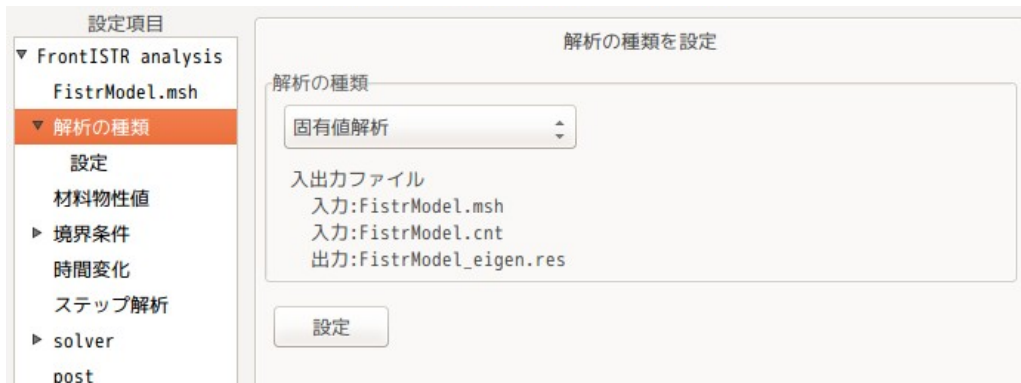 設定項目
FrontISTR analysis
FistrModel.msh
解析の種類
設定
材料物性値
境界条件
時間変化
ステップ解析
solver
post
解析の種類を設定
解析の種類
固有値解析
入出力ファイル
入力:FistrModel.msh
入力:FistrModel.cnt
出力:FistrModel_eigen.res
設定